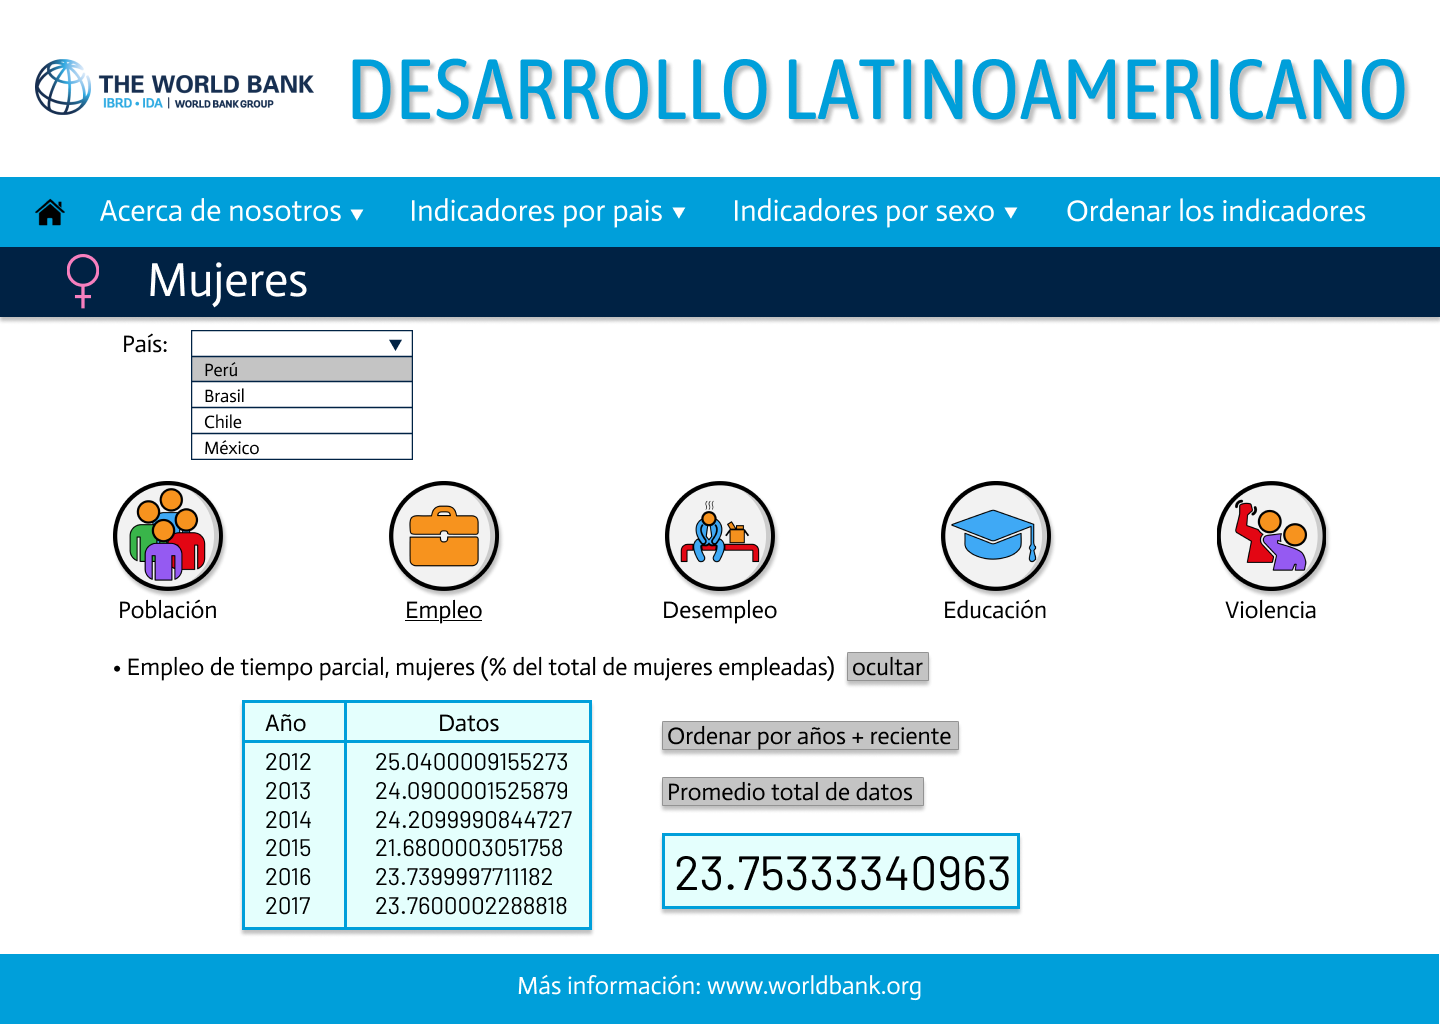 THE WORLD BANK
IBRD • IDA | WORLD BANK GROUP
DESARROLLO LATINOAMERICANO
Acerca de nosotros ▼ Indicadores por pais ▼ Indicadores por sexo ▼ Ordenar los indicadores
Mujeres
País:
Perú
Brasil
Chile
México
Población Empleo Desempleo Educación Violencia
• Empleo de tiempo parcial, mujeres (% del total de mujeres empleadas) ocultar
Año Datos
2012 25.0400009155273
2013 24.0900001525879
2014 24.2099990844727
2015 21.6800003051758
2016 23.7399997711182
2017 23.7600002288818
Ordenar por años + reciente
Promedio total de datos
23.75333340963
Más información: www.worldbank.org